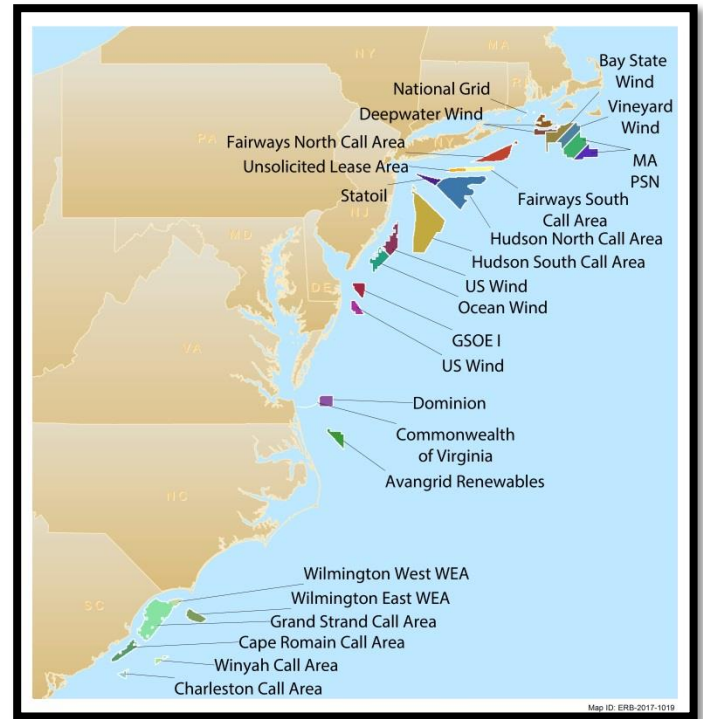 NY
MA
Bay State
Wind
National Grid
RI
Vineyard
Wind
Deepwater Wind
PA
Fairways North Call Area
NY
MA
PSN
Unsolicited Lease Area
Statoil
Fairways South
Call Area
NJ
Hudson North Call Area
MD
Hudson South Call Area
US Wind
DE
Ocean Wind
GSOE I
VA
US Wind
Dominion
Commonwealth
of Virginia
Avangrid Renewables
NC
Wilmington West WEA
SC
Wilmington East WEA
Grand Strand Call Area
Cape Romain Call Area
Winyah Call Area
Charleston Call Area
Map ID: ERB-2017-1019